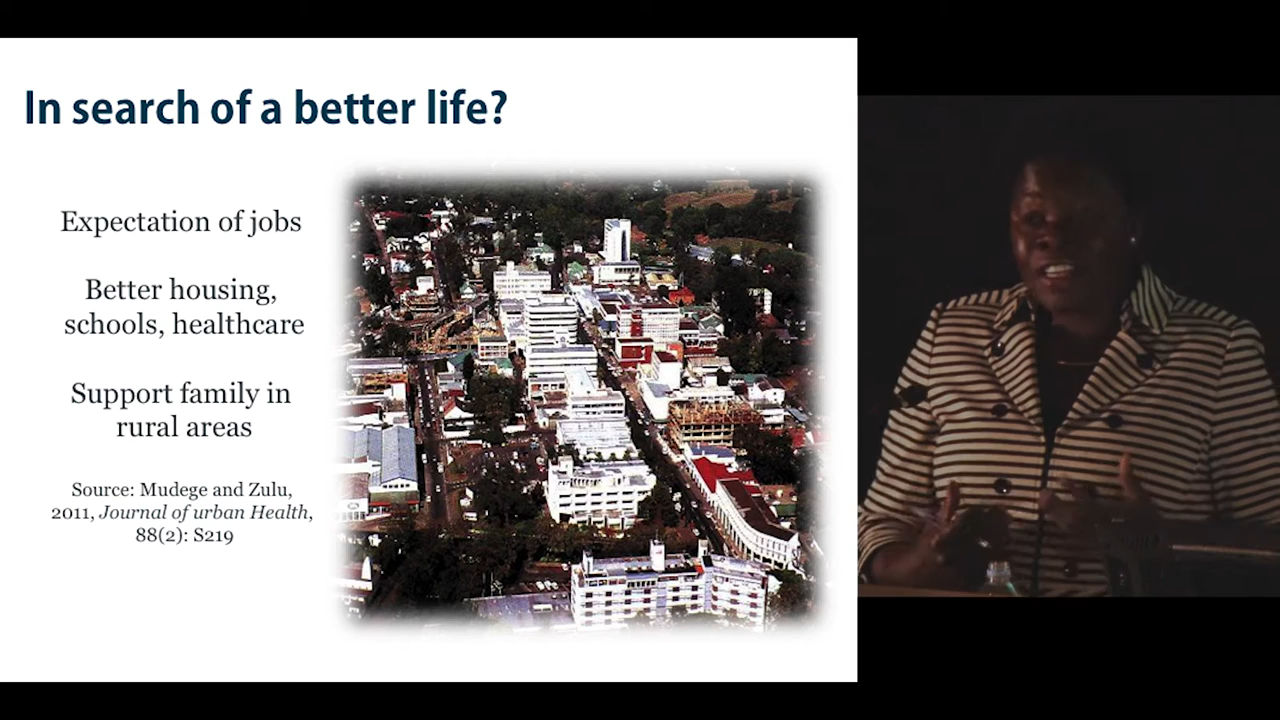 In search of a better life?
Expectation of jobs
Better housing,
schools, healthcare
Support family in
rural areas
Source: Mudege and Zulu,
2011, Journal of urban Health,
88(2): S219